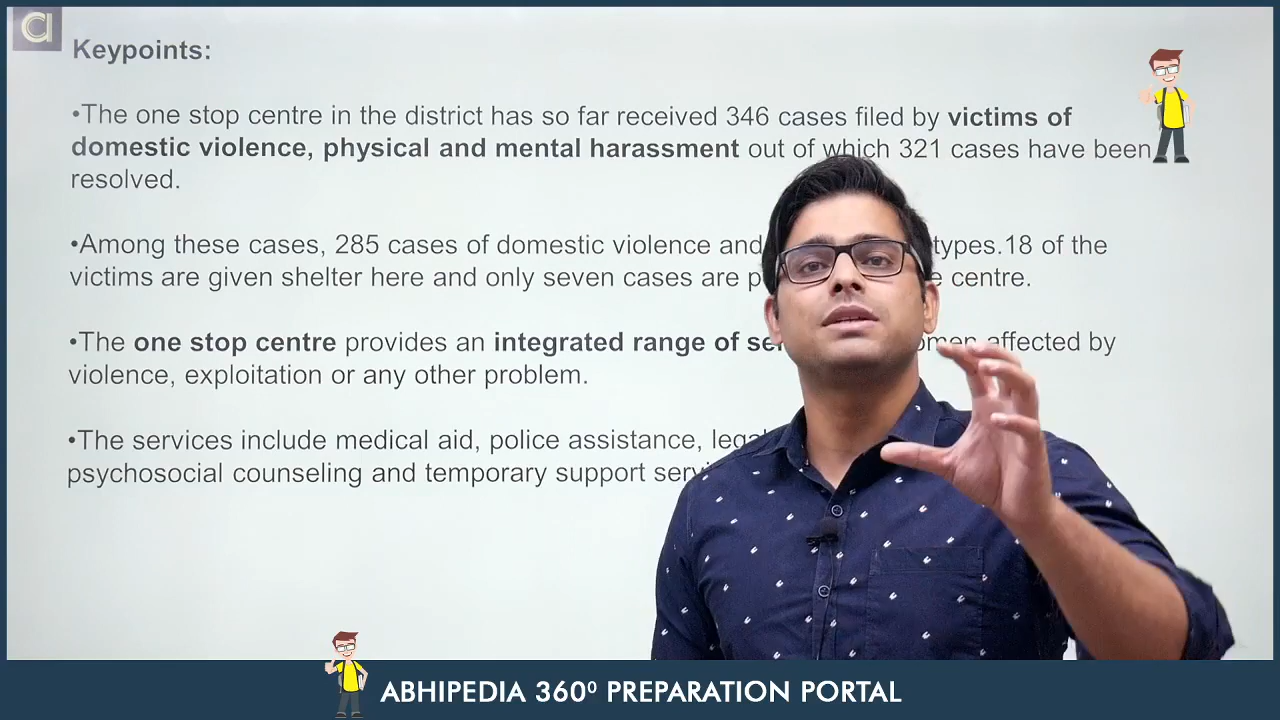 Keypoints:
•The one stop centre in the district has so far received 346 cases filed by victims of
domestic violence, physical and mental harassment out of which 321 cases have been
resolved.
•Among these cases, 285 cases of domestic violence and types.18 of the
victims are given shelter here and only seven cases are centre.
•The one stop centre provides an integrated range of affected by
violence, exploitation or any other problem.
•The services include medical aid, police assistance,
psychosocial counseling and temporary support
ABHIPEDIA 360⁰ PREPARATION PORTAL